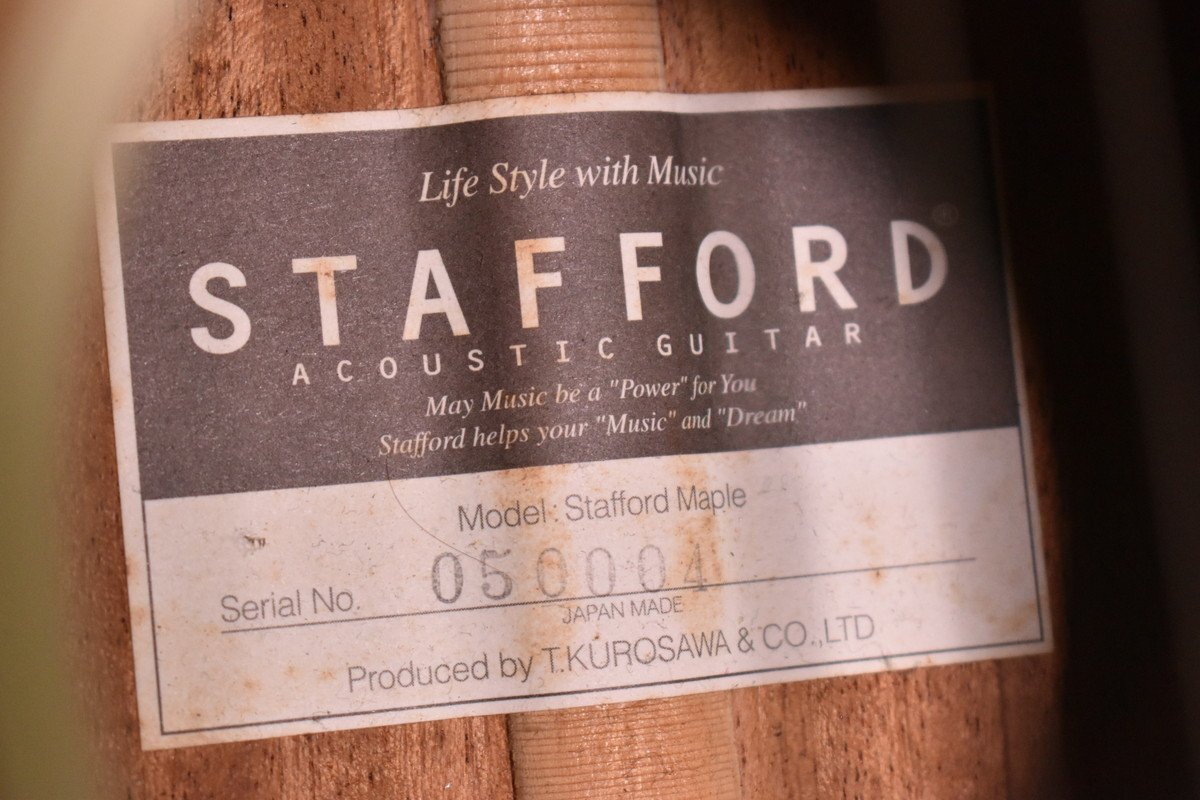 Life Style with Music
STAFFORD®
ACOUSTIC GUITAR
May Music be a "Power" for You
Stafford helps your "Music" and "Dream"
Model : Stafford Maple
Serial No. 050004
JAPAN MADE
Produced by T.KUROSAWA & CO.,LTD